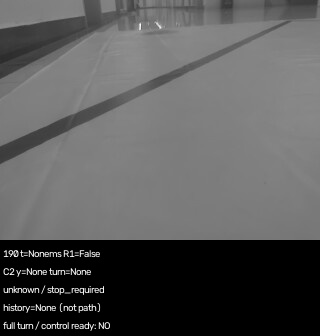 190 t=Nonems R1=False
C2 y=None turn=None
unknown / stop_required
history=None (not path)
full turn / control ready: NO